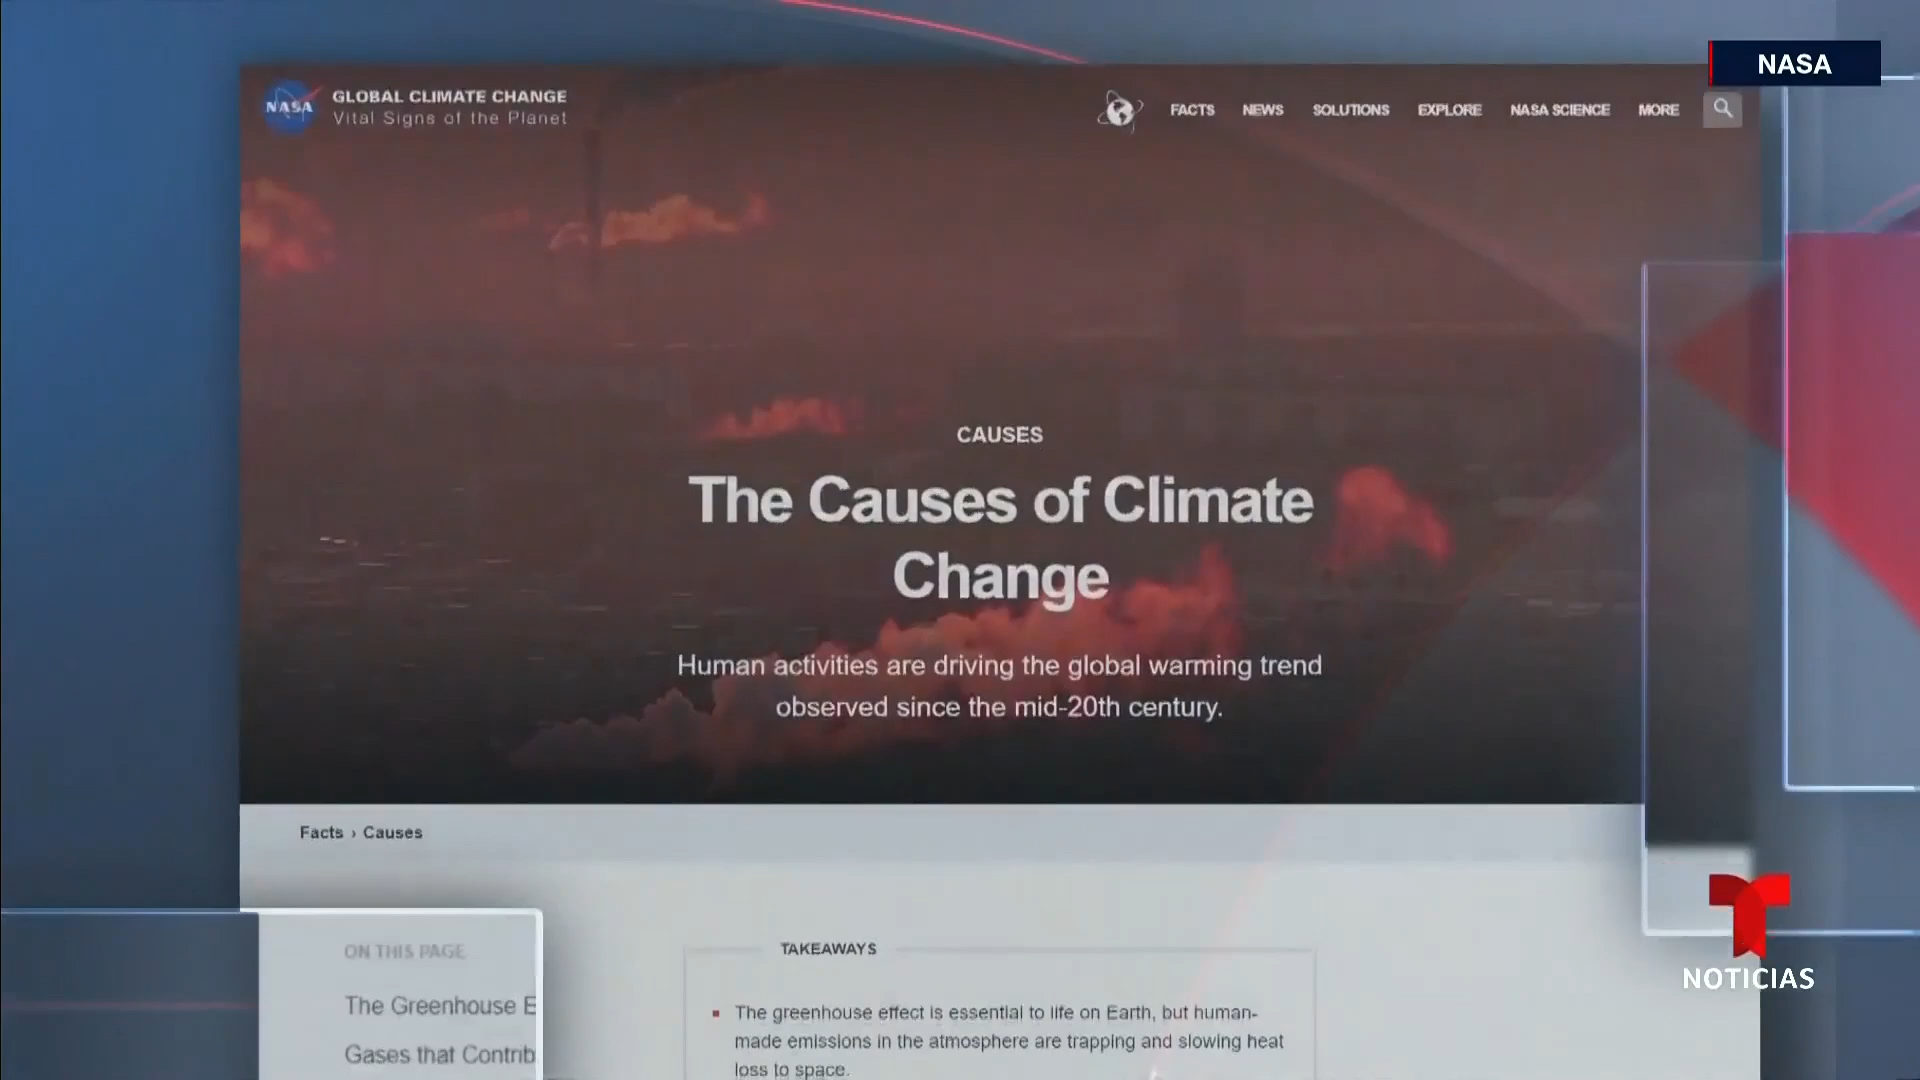 NASA
NASA
GLOBAL CLIMATE CHANGE
Vital Signs of the Planet
FACTS NEWS SOLUTIONS EXPLORE NASA SCIENCE MORE
CAUSES
The Causes of Climate
Change
Human activities are driving the global warming trend
observed since the mid-20th century.
Facts › Causes
ON THIS PAGE
The Greenhouse E
Gases that Contrib
TAKEAWAYS
The greenhouse effect is essential to life on Earth, but human-
made emissions in the atmosphere are trapping and slowing heat
loss to space.
NOTICIAS